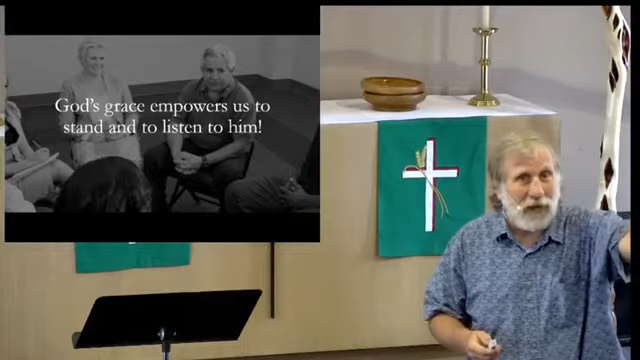 God's grace empowers us to
stand and to listen to him!